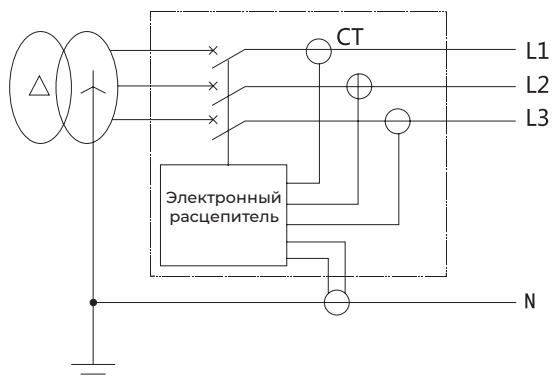 CT
L1
L2
L3
Электронный
расцепитель
N